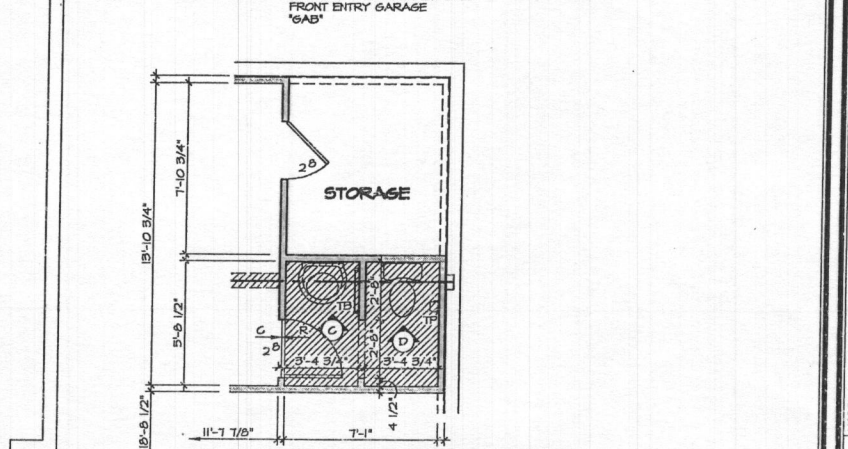 FRONT ENTRY GARAGE
"GAB"
2⁸
STORAGE
7'-10 3/4"
13'-10 3/4"
5'-8 1/2"
18'-8 1/2"
TB
2'-8"
TP
C
R
C
2⁸
2'-8"
D
3'-4 3/4"
3'-4 3/4"
4 1/2"
11'-7 7/8"
7'-1"